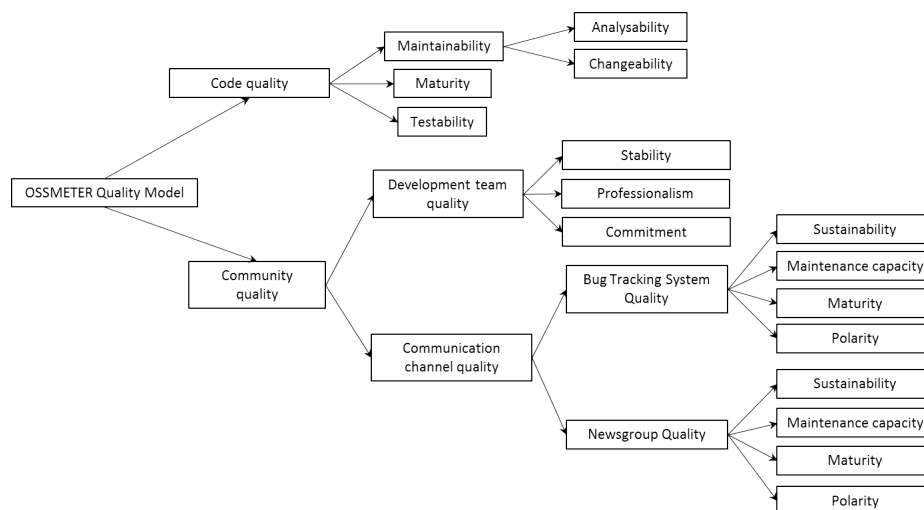 Analysability
Maintainability
Changeability
Code quality
Maturity
Testability
OSSMETER Quality Model
Stability
Development team
quality
Professionalism
Commitment
Community
quality
Sustainability
Bug Tracking System
Quality
Maintenance capacity
Maturity
Polarity
Communication
channel quality
Sustainability
Newsgroup Quality
Maintenance capacity
Maturity
Polarity